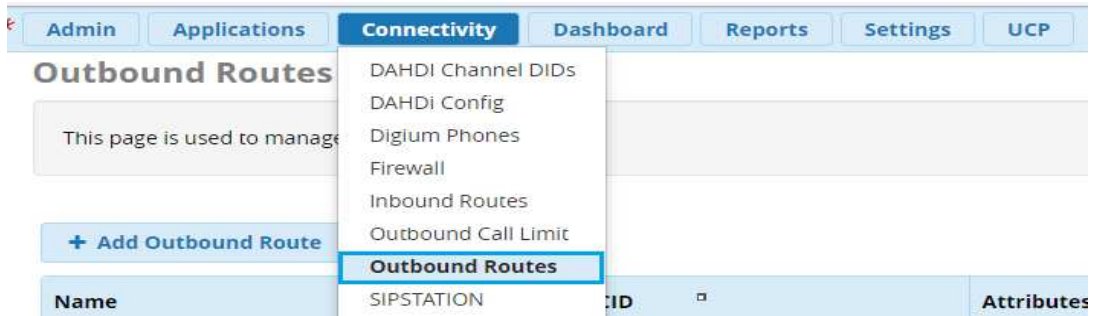 Admin Applications Connectivity Dashboard Reports Settings UCP
Outbound Routes
This page is used to manage
+ Add Outbound Route
DAHDI Channel DIDs
DAHDi Config
Digium Phones
Firewall
Inbound Routes
Outbound Call Limit
Outbound Routes
SIPSTATION
Name CID Attributes